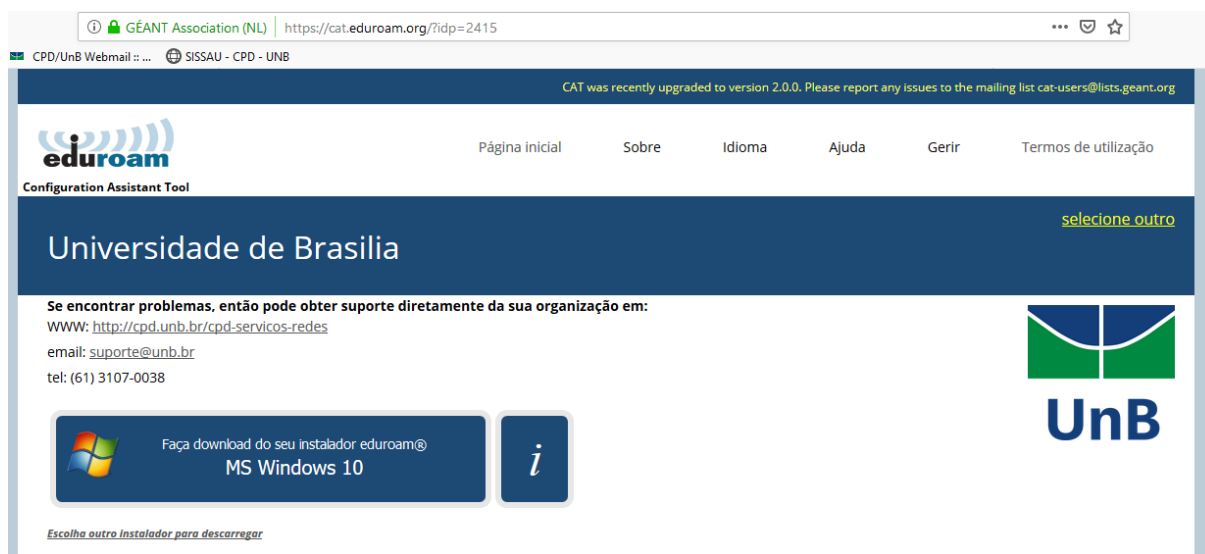 GÉANT Association (NL) https://cat.eduroam.org/?idp=2415
CPD/UnB Webmail :: ... SISSAU - CPD - UNB
CAT was recently upgraded to version 2.0.0. Please report any issues to the mailing list cat-users@lists.geant.org
eduroam
Configuration Assistant Tool
Página inicial Sobre Idioma Ajuda Gerir Termos de utilização
selecione outro
Universidade de Brasilia
Se encontrar problemas, então pode obter suporte diretamente da sua organização em:
WWW: http://cpd.unb.br/cpd-servicos-redes
email: suporte@unb.br
tel: (61) 3107-0038
UnB
Faça download do seu instalador eduroam®
MS Windows 10
i
Escolha outro instalador para descarregar